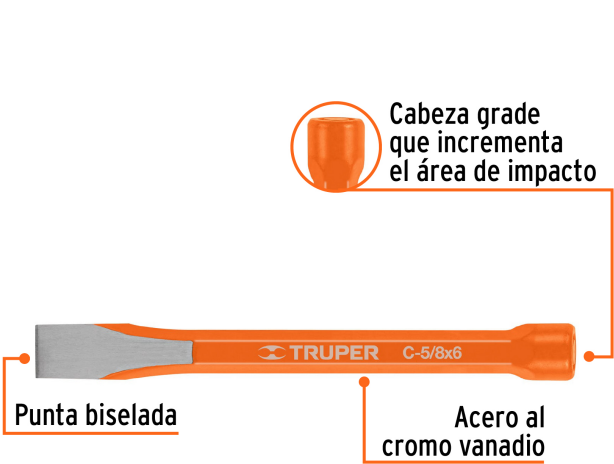 Cabeza grade
que incrementa
el área de impacto
TRUPER C-5/8x6
Punta biselada
Acero al
cromo vanadio